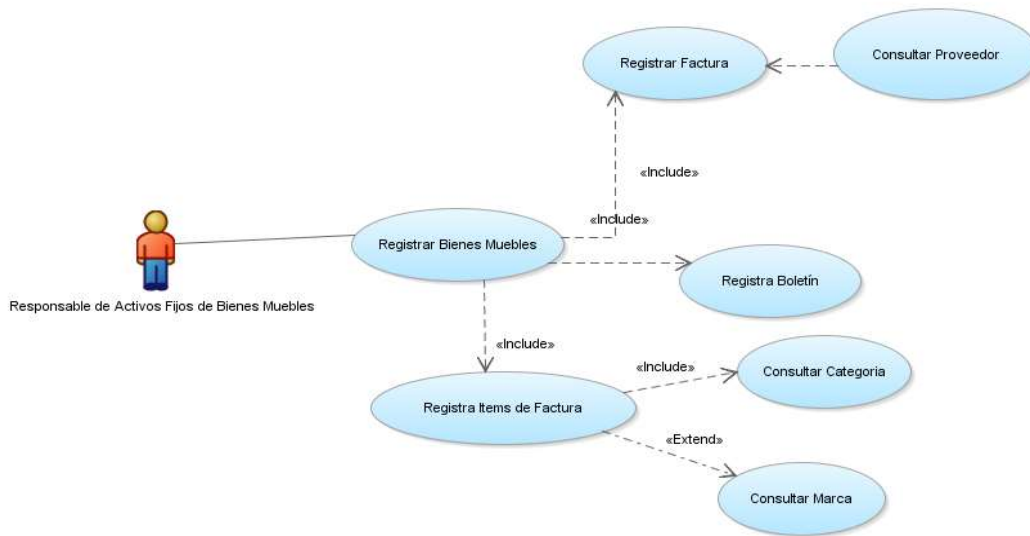 Consultar Proveedor
Registrar Factura
«Include»
«Include»
Registrar Bienes Muebles
Registra Boletín
Responsable de Activos Fijos de Bienes Muebles
«Include»
«Include»
Consultar Categoria
Registra Items de Factura
«Extend»
Consultar Marca